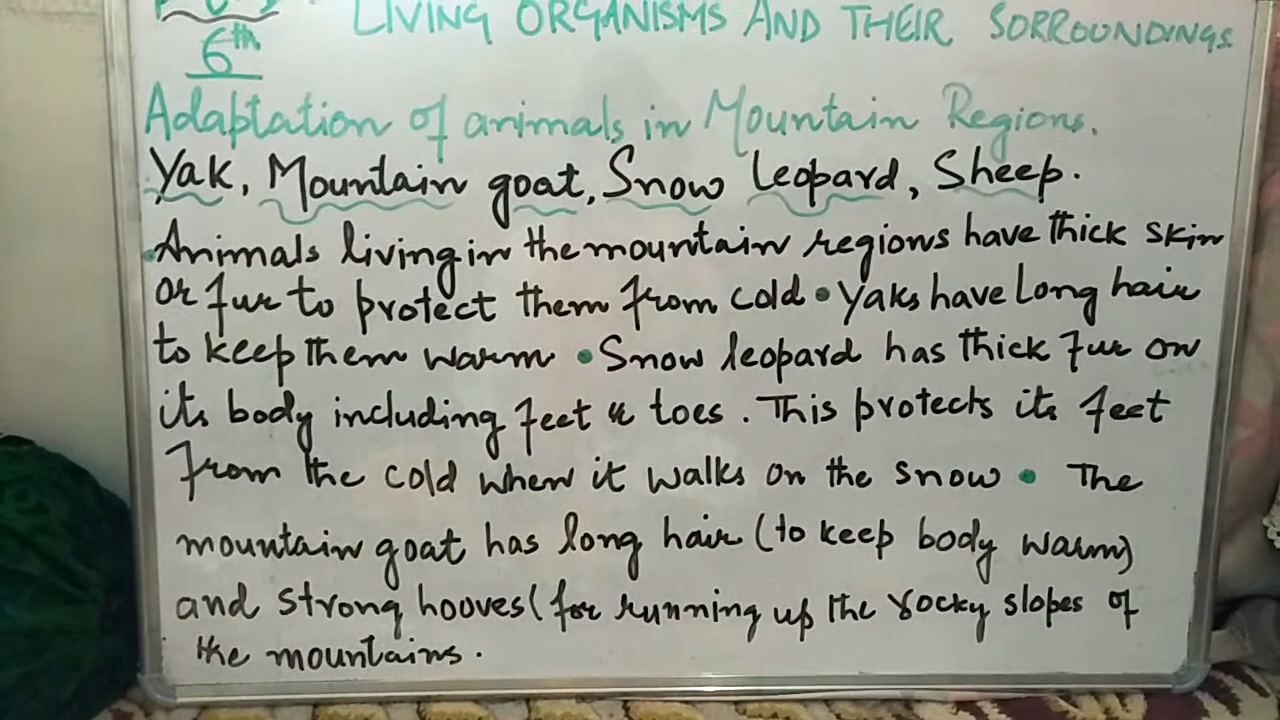 LIVING ORGANISMS AND THEIR SORROUNDINGS
6th
Adaptation of animals in Mountain Regions.
Yak, Mountain goat, Snow leopard, Sheep.
•Animals living in the mountain regions have thick skin
or fur to protect them from cold • Yaks have long hair
to keep them warm • Snow leopard has thick fur on
its body including feet & toes. This protects its feet
from the cold when it walks on the snow • The
mountain goat has long hair (to keep body warm)
and strong hooves (for running up the rocky slopes of
the mountains.